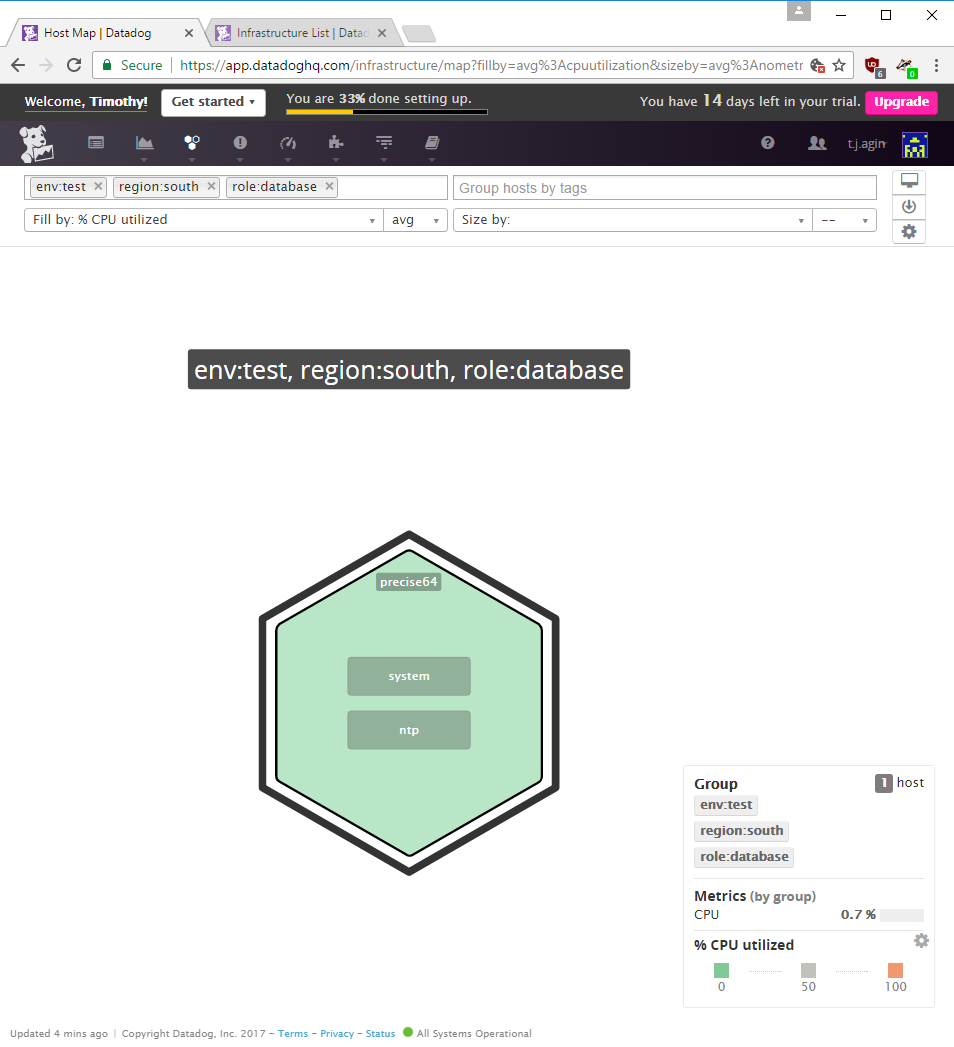 Host Map | Datadog
Infrastructure List | Datad
Secure
https://app.datadoghq.com/infrastructure/map?fillby=avg%3Acpuutilization&sizeby=avg%3Anometr
6
0
Welcome, Timothy!
Get started
You are 33% done setting up.
You have 14 days left in your trial.
Upgrade
t.j.agin
env:test
region:south
role:database
Group hosts by tags
Fill by: % CPU utilized
avg
Size by:
--
env:test, region:south, role:database
precise64
system
ntp
Group
1 host
env:test
region:south
role:database
Metrics (by group)
CPU 0.7 %
% CPU utilized
0 50 100
Updated 4 mins ago | Copyright Datadog, Inc. 2017 - Terms - Privacy - Status All Systems Operational